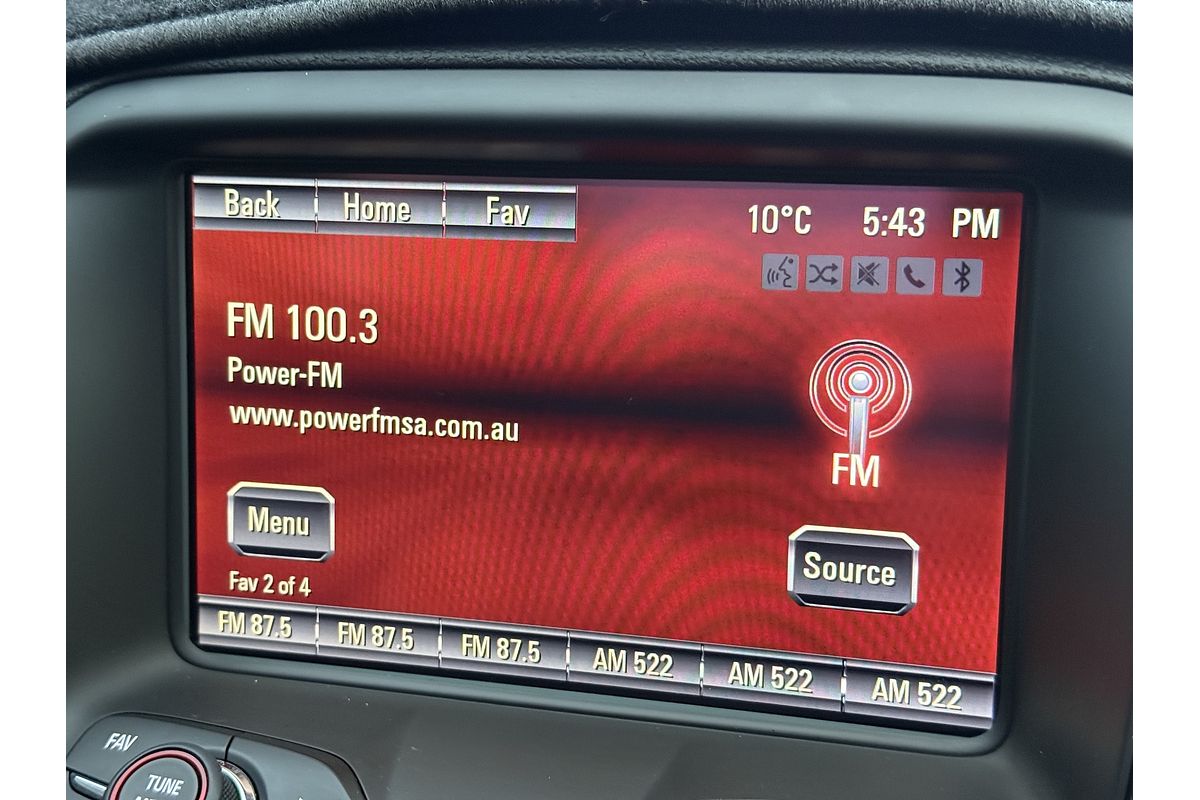 Back Home Fav 10°C 5:43 PM
FM 100.3
Power-FM
www.powerfmsa.com.au
FM
Menu
Source
Fav 2 of 4
FM 87.5 FM 87.5 FM 87.5 AM 522 AM 522 AM 522
FAV
TUNE